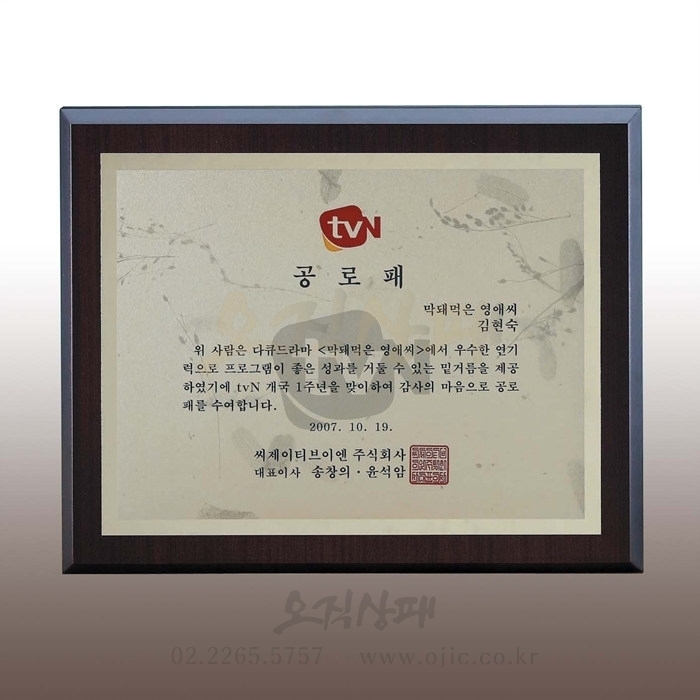 tvN
공로패
막돼먹은 영애씨
김현숙
위 사람은 다큐드라마 <막돼먹은 영애씨>에서 우수한 연기
력으로 프로그램이 좋은 성과를 거둘 수 있는 밑거름을 제공
하였기에 tvN 개국 1주년을 맞이하여 감사의 마음으로 공로
패를 수여합니다.
2007. 10. 19.
씨제이티브이엔 주식회사
대표이사 송창의·윤석암
오직상패
02.2265.5757 www.ojic.co.kr